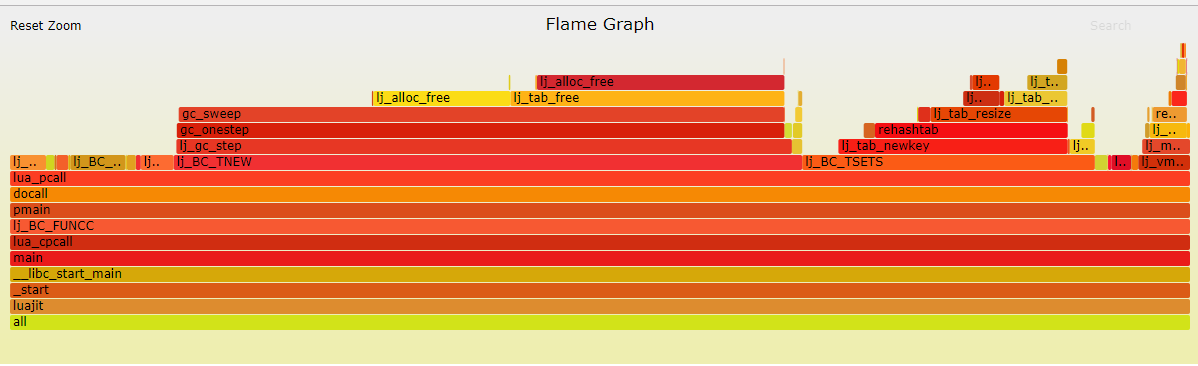 Reset Zoom Flame Graph Search
lj_alloc_free lj.. lj_t..
lj_alloc_free lj_tab_free lj.. lj_tab_..
gc_sweep lj_tab_resize re..
gc_onestep rehashtab lj_..
lj_gc_step lj_tab_newkey lj.. lj_m..
lj_.. lj_BC_.. lj.. lj_BC_TNEW lj_BC_TSETS l.. lj_vm..
lua_pcall
docall
pmain
lj_BC_FUNCC
lua_cpcall
main
__libc_start_main
_start
luajit
all